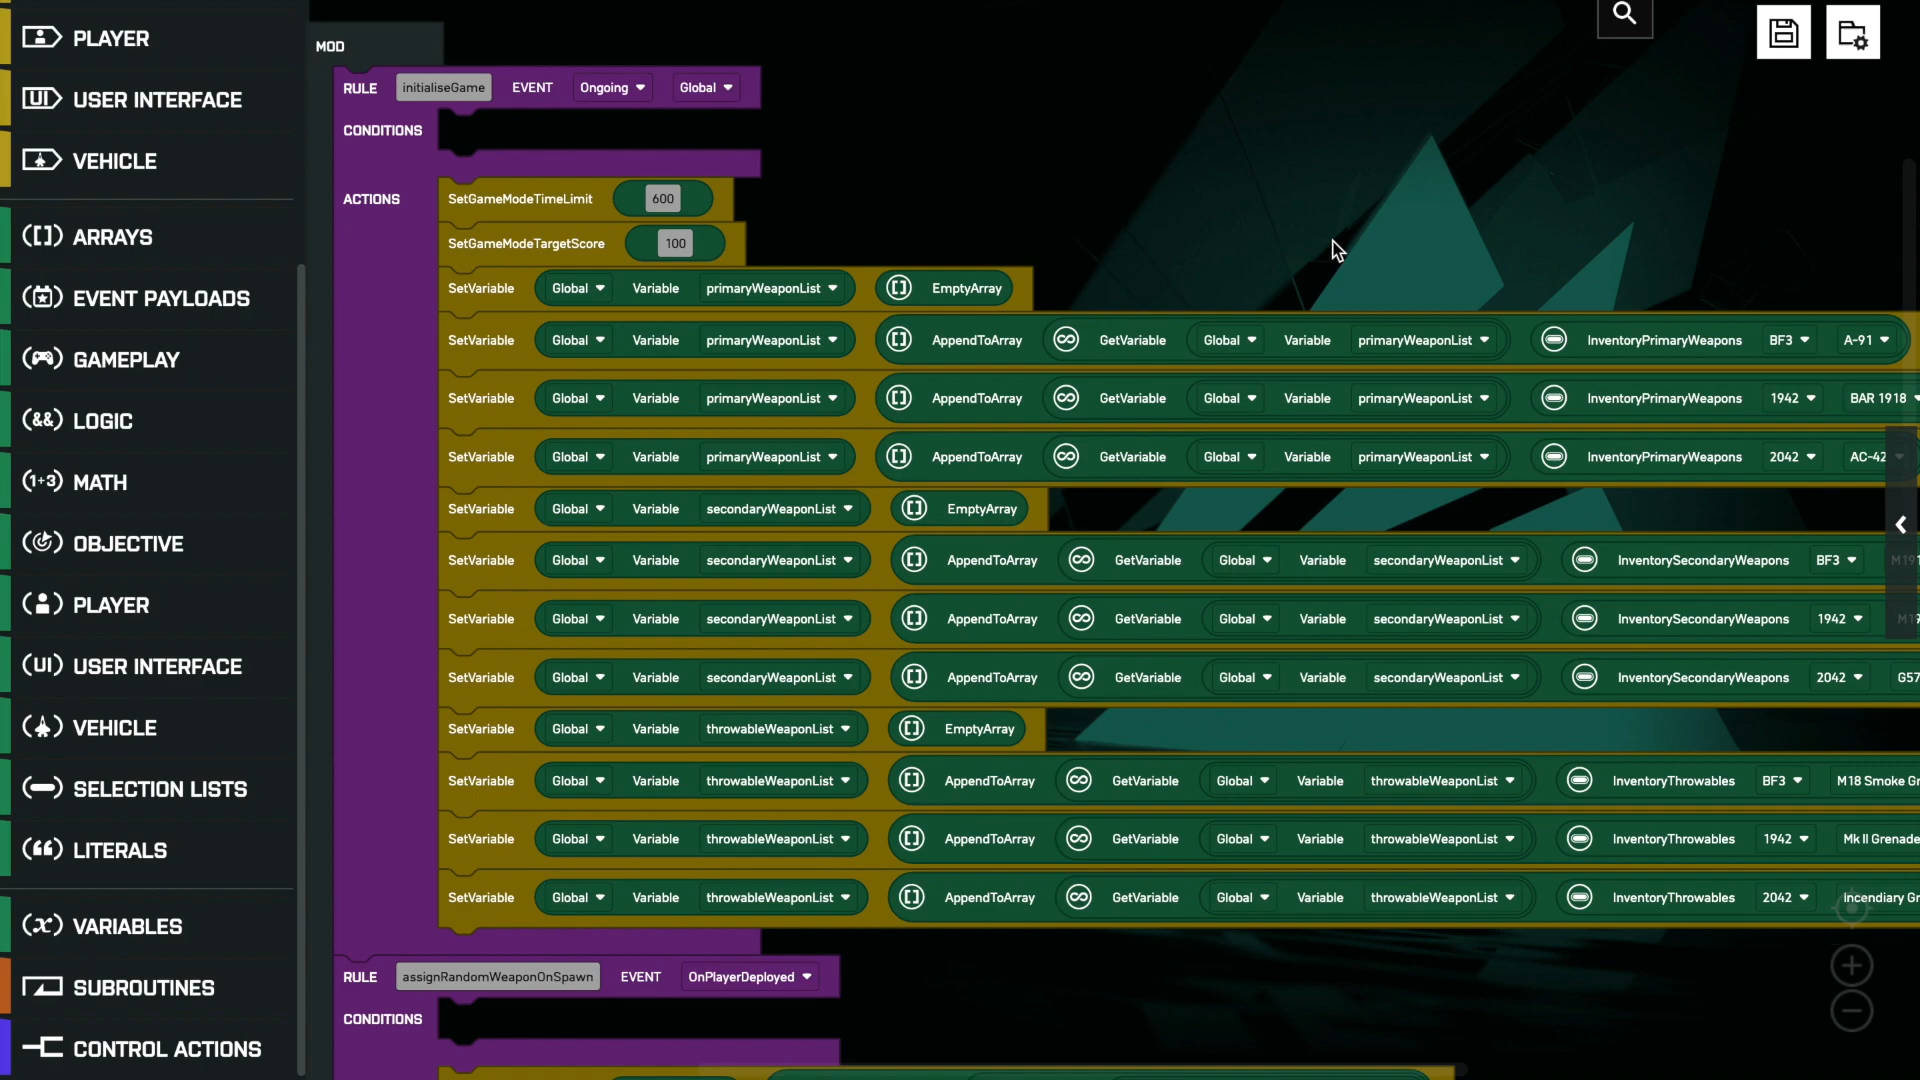 PLAYER
USER INTERFACE
VEHICLE
ARRAYS
EVENT PAYLOADS
GAMEPLAY
LOGIC
MATH
OBJECTIVE
PLAYER
USER INTERFACE
VEHICLE
SELECTION LISTS
LITERALS
VARIABLES
SUBROUTINES
CONTROL ACTIONS
MOD
RULE initialiseGame EVENT Ongoing Global
CONDITIONS
ACTIONS
SetGameModeTimeLimit 600
SetGameModeTargetScore 100
SetVariable Global Variable primaryWeaponList EmptyArray
SetVariable Global Variable primaryWeaponList AppendToArray GetVariable Global Variable primaryWeaponList InventoryPrimaryWeapons BF3 A-91
SetVariable Global Variable primaryWeaponList AppendToArray GetVariable Global Variable primaryWeaponList InventoryPrimaryWeapons 1942 BAR 1918
SetVariable Global Variable primaryWeaponList AppendToArray GetVariable Global Variable primaryWeaponList InventoryPrimaryWeapons 2042 AC-42
SetVariable Global Variable secondaryWeaponList EmptyArray
SetVariable Global Variable secondaryWeaponList AppendToArray GetVariable Global Variable secondaryWeaponList InventorySecondaryWeapons BF3
SetVariable Global Variable secondaryWeaponList AppendToArray GetVariable Global Variable secondaryWeaponList InventorySecondaryWeapons 1942
SetVariable Global Variable secondaryWeaponList AppendToArray GetVariable Global Variable secondaryWeaponList InventorySecondaryWeapons 2042 G57
SetVariable Global Variable throwableWeaponList EmptyArray
SetVariable Global Variable throwableWeaponList AppendToArray GetVariable Global Variable throwableWeaponList InventoryThrowables BF3 M18 Smoke Gr
SetVariable Global Variable throwableWeaponList AppendToArray GetVariable Global Variable throwableWeaponList InventoryThrowables 1942 Mk II Grenade
SetVariable Global Variable throwableWeaponList AppendToArray GetVariable Global Variable throwableWeaponList InventoryThrowables 2042 Incendiary Gr
RULE assignRandomWeaponOnSpawn EVENT OnPlayerDeployed
CONDITIONS